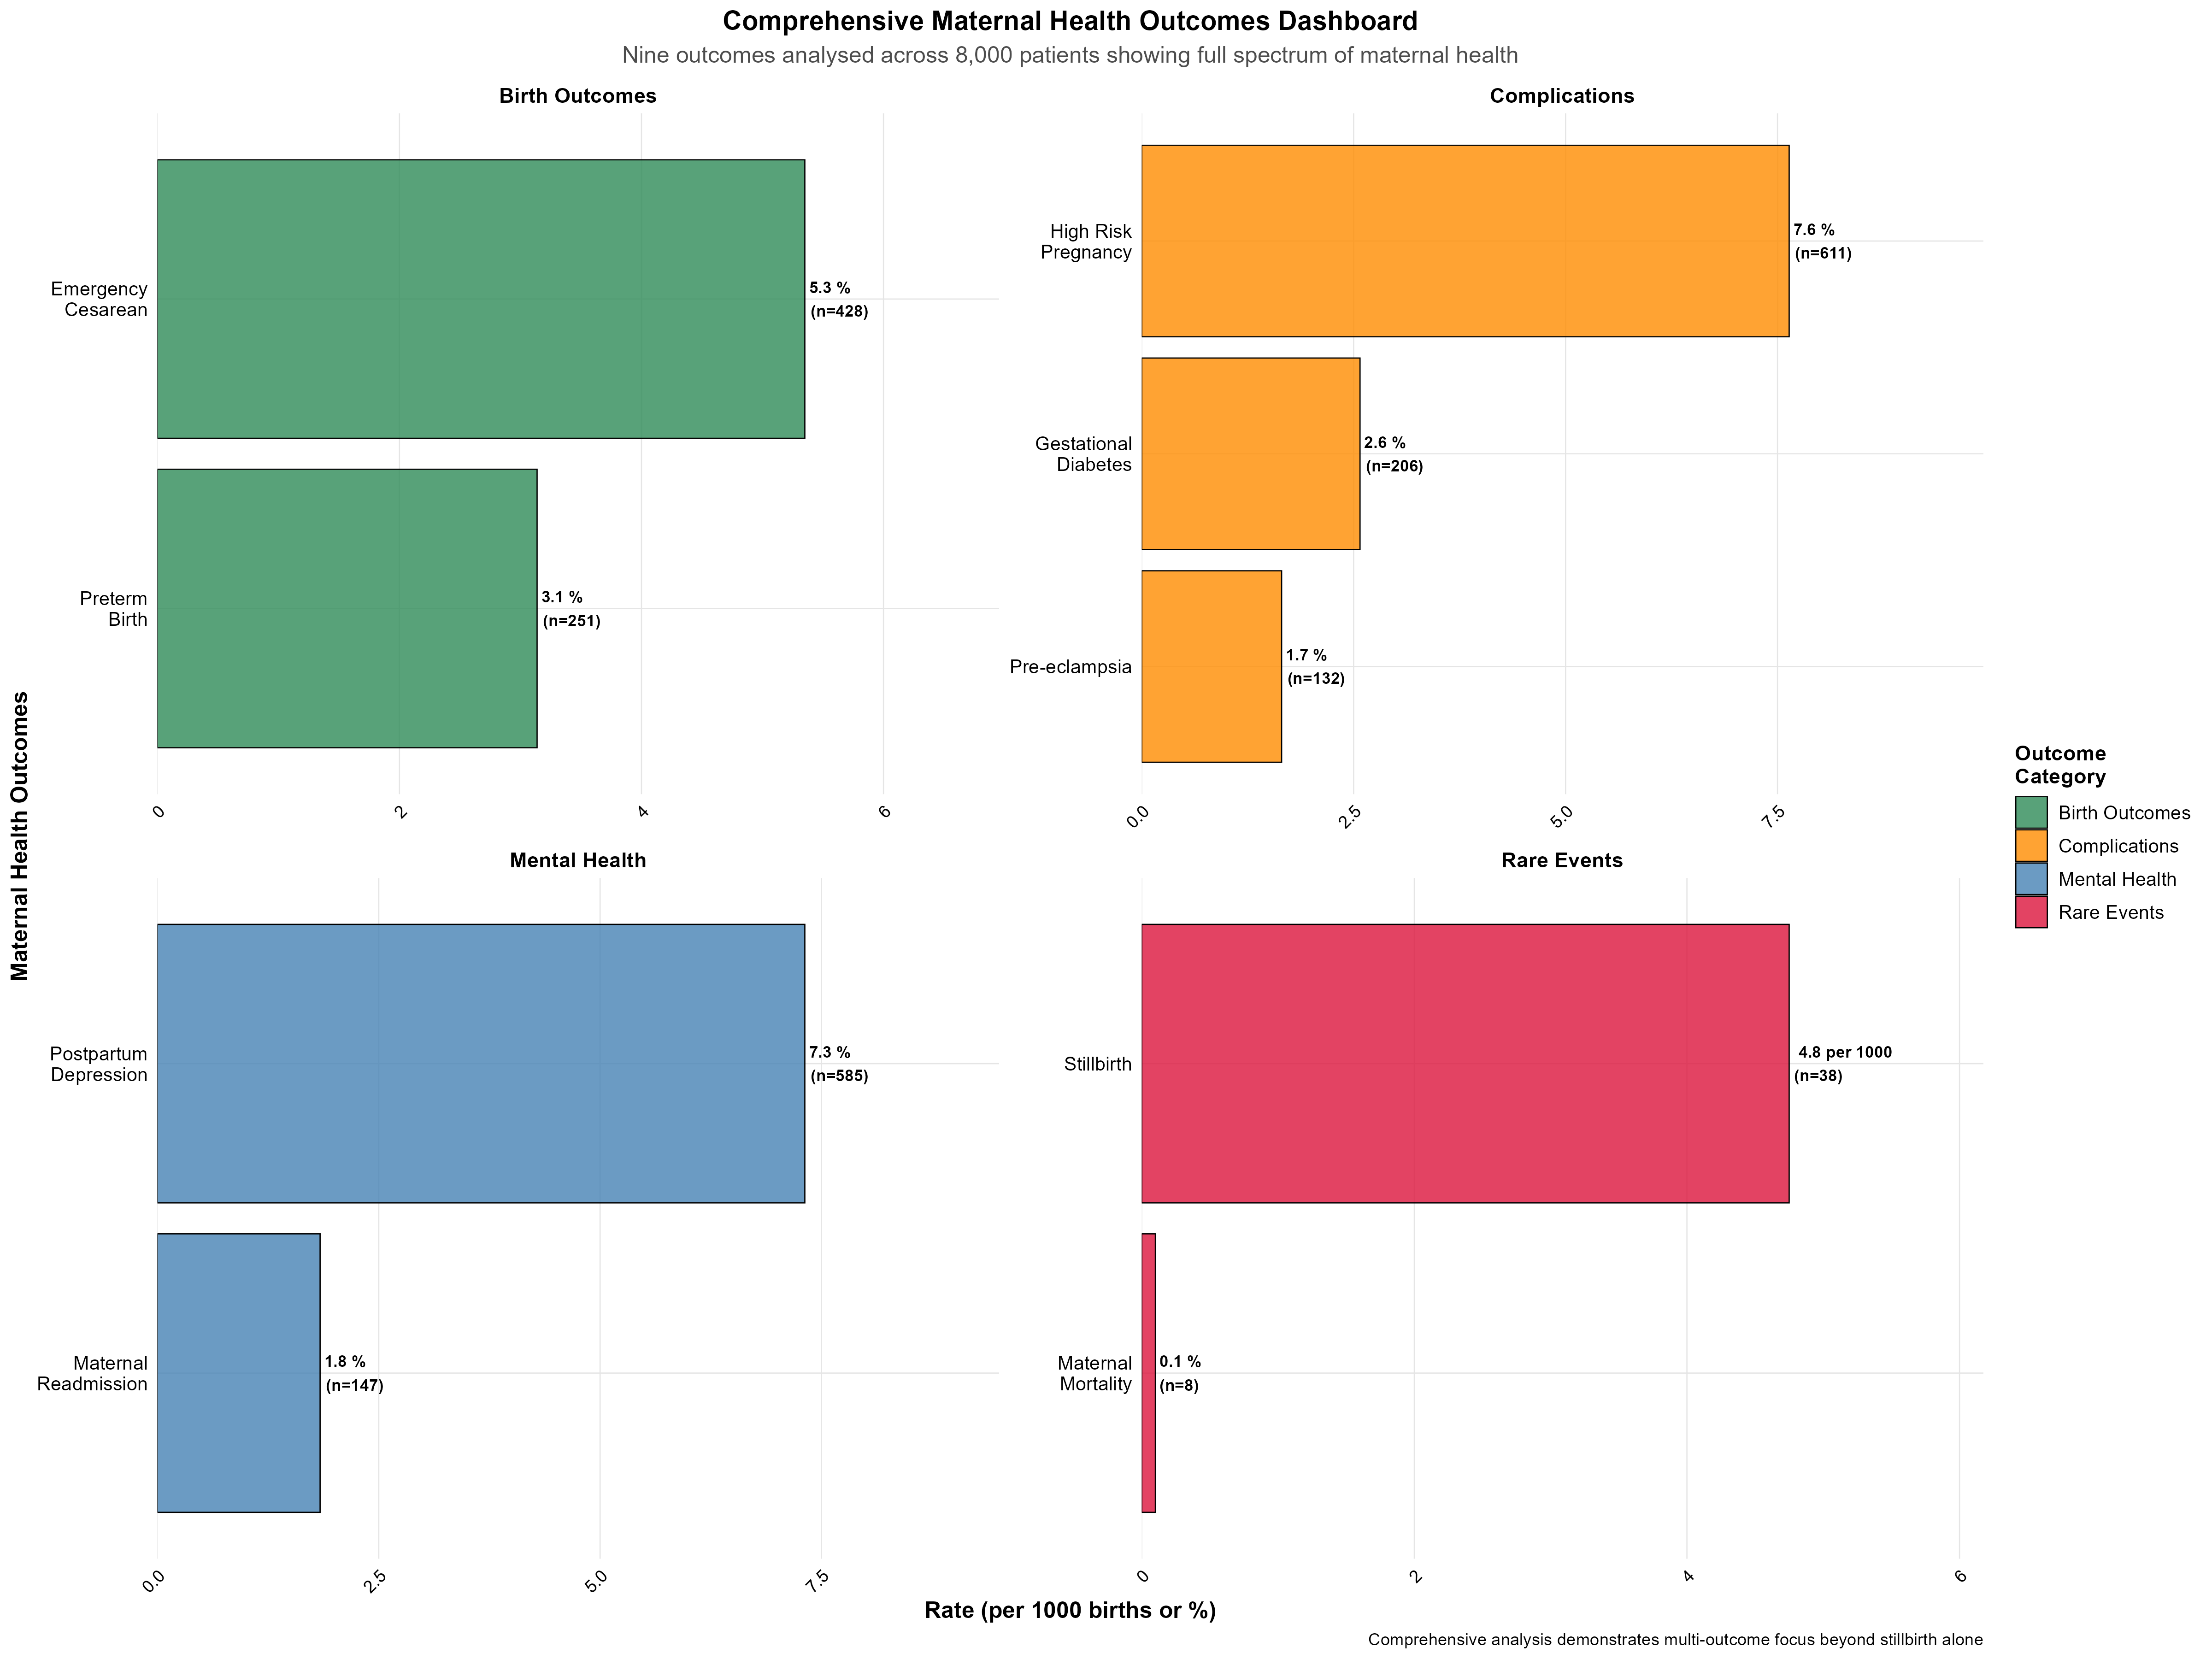 Comprehensive Maternal Health Outcomes Dashboard
Nine outcomes analysed across 8,000 patients showing full spectrum of maternal health
Maternal Health Outcomes
Birth Outcomes
Emergency
Cesarean
5.3 %
(n=428)
Preterm
Birth
3.1 %
(n=251)
0 2 4 6
Complications
High Risk
Pregnancy
7.6 %
(n=611)
Gestational
Diabetes
2.6 %
(n=206)
Pre-eclampsia
1.7 %
(n=132)
0.0 2.5 5.0 7.5
Mental Health
Postpartum
Depression
7.3 %
(n=585)
Maternal
Readmission
1.8 %
(n=147)
0.0 2.5 5.0 7.5
Rare Events
Stillbirth
4.8 per 1000
(n=38)
Maternal
Mortality
0.1 %
(n=8)
0 2 4 6
Rate (per 1000 births or %)
Outcome
Category
Birth Outcomes
Complications
Mental Health
Rare Events
Comprehensive analysis demonstrates multi-outcome focus beyond stillbirth alone